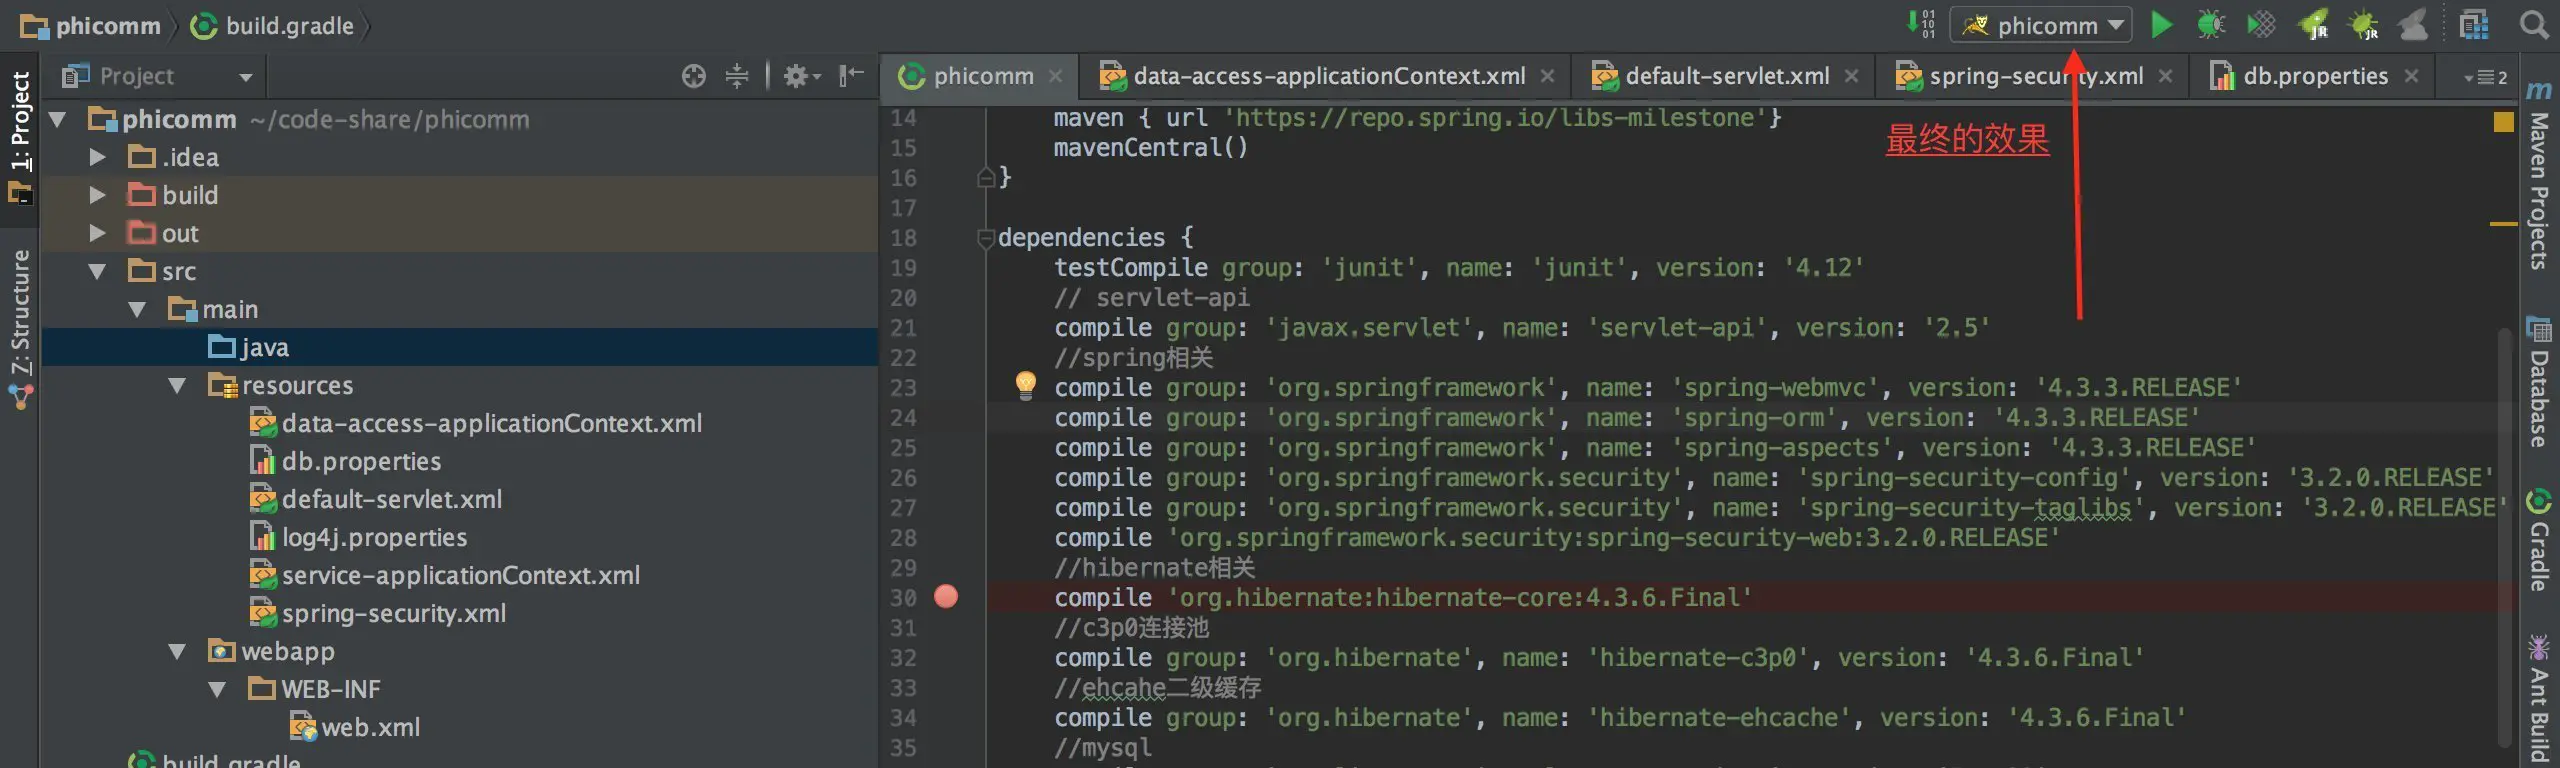 phicomm build.gradle
phicomm
Project
phicomm data-access-applicationContext.xml default-servlet.xml spring-security.xml db.properties 2
1: Project
Z: Structure
phicomm ~/code-share/phicomm
.idea
build
out
src
main
java
resources
data-access-applicationContext.xml
db.properties
default-servlet.xml
log4j.properties
service-applicationContext.xml
spring-security.xml
webapp
WEB-INF
web.xml
build.gradle
最终的效果
14 maven { url 'https://repo.spring.io/libs-milestone'}
15 mavenCentral()
16 }
17
18 dependencies {
19 testCompile group: 'junit', name: 'junit', version: '4.12'
20 // servlet-api
21 compile group: 'javax.servlet', name: 'servlet-api', version: '2.5'
22 //spring相关
23 compile group: 'org.springframework', name: 'spring-webmvc', version: '4.3.3.RELEASE'
24 compile group: 'org.springframework', name: 'spring-orm', version: '4.3.3.RELEASE'
25 compile group: 'org.springframework', name: 'spring-aspects', version: '4.3.3.RELEASE'
26 compile group: 'org.springframework.security', name: 'spring-security-config', version: '3.2.0.RELEASE'
27 compile group: 'org.springframework.security', name: 'spring-security-taglibs', version: '3.2.0.RELEASE'
28 compile 'org.springframework.security:spring-security-web:3.2.0.RELEASE'
29 //hibernate相关
30 compile 'org.hibernate:hibernate-core:4.3.6.Final'
31 //c3p0连接池
32 compile group: 'org.hibernate', name: 'hibernate-c3p0', version: '4.3.6.Final'
33 //ehcahe二级缓存
34 compile group: 'org.hibernate', name: 'hibernate-ehcache', version: '4.3.6.Final'
35 //mysql
Maven Projects
Database
Gradle
Ant Build